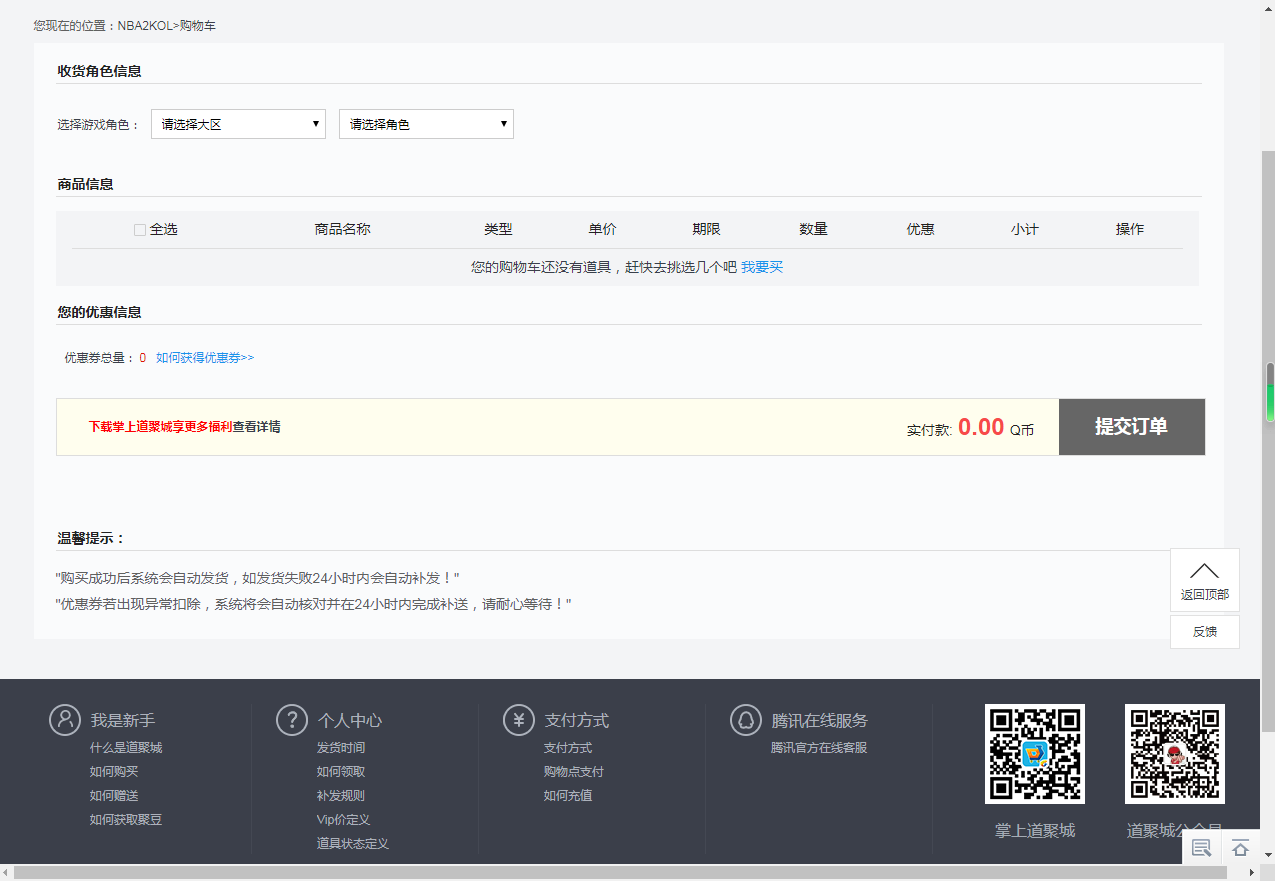 您现在的位置：NBA2KOL>购物车
收货角色信息
选择游戏角色： 请选择大区 请选择角色
商品信息
全选 商品名称 类型 单价 期限 数量 优惠 小计 操作
您的购物车还没有道具，赶快去挑选几个吧 我要买
您的优惠信息
优惠券总量：0 如何获得优惠券>>
下载掌上道聚城享更多福利查看详情 实付款: 0.00 Q币 提交订单
温馨提示：
"购买成功后系统会自动发货，如发货失败24小时内会自动补发！"
"优惠券若出现异常扣除，系统将会自动核对并在24小时内完成补送，请耐心等待！"
返回顶部
反馈
我是新手
什么是道聚城
如何购买
如何赠送
如何获取聚豆
个人中心
发货时间
如何领取
补发规则
Vip价定义
道具状态定义
支付方式
支付方式
购物点支付
如何充值
腾讯在线服务
腾讯官方在线客服
掌上道聚城
道聚城公众号